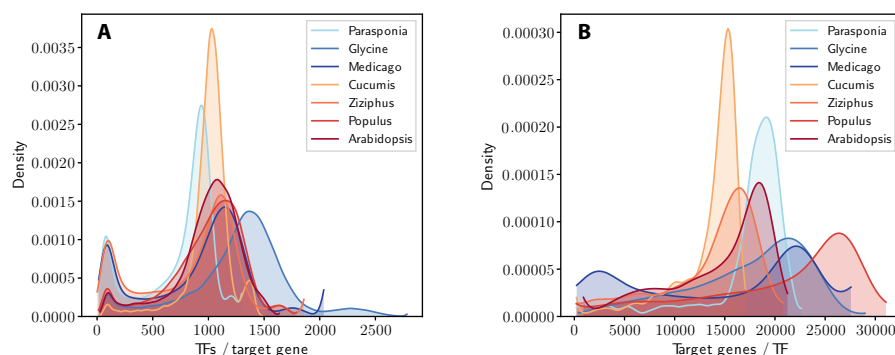 A
Density
0.0035
0.0030
0.0025
0.0020
0.0015
0.0010
0.0005
0.0000
0 500 1000 1500 2000 2500
TFs / target gene
Parasponia
Glycine
Medicago
Cucumis
Ziziphus
Populus
Arabidopsis
B
Density
0.00030
0.00025
0.00020
0.00015
0.00010
0.00005
0.00000
0 5000 10000 15000 20000 25000 30000
Target genes / TF
Parasponia
Glycine
Medicago
Cucumis
Ziziphus
Populus
Arabidopsis